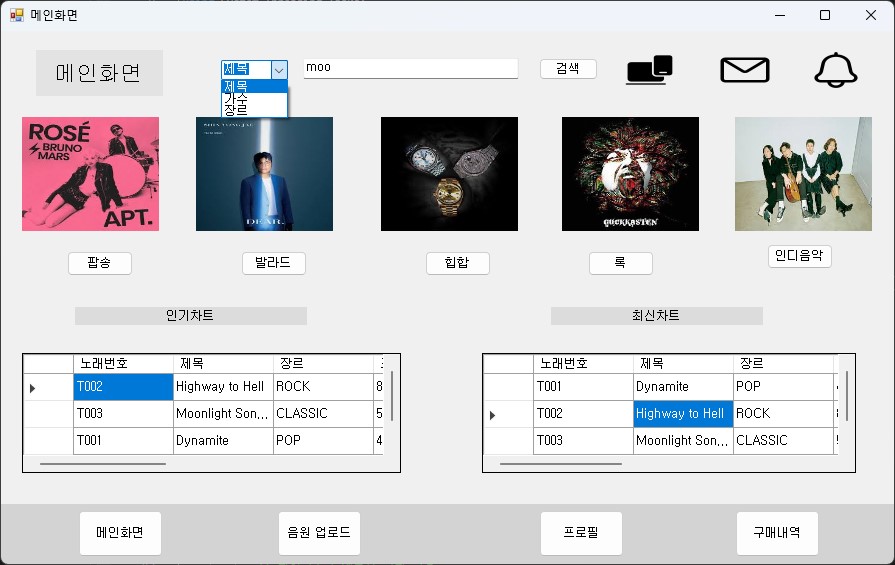 메인화면
메인화면
제목
moo
검색
제목
가수
장르
ROSÉ
BRUNO
MARS
APT.
DEAR.
GUCKKASTEN
팝송
발라드
힙합
록
인디음악
인기차트
최신차트
노래번호 제목 장르
T002 Highway to Hell ROCK 8
T003 Moonlight Son... CLASSIC 5
T001 Dynamite POP 4
노래번호 제목 장르
T001 Dynamite POP
T002 Highway to Hell ROCK
T003 Moonlight Son... CLASSIC
메인화면
음원 업로드
프로필
구매내역